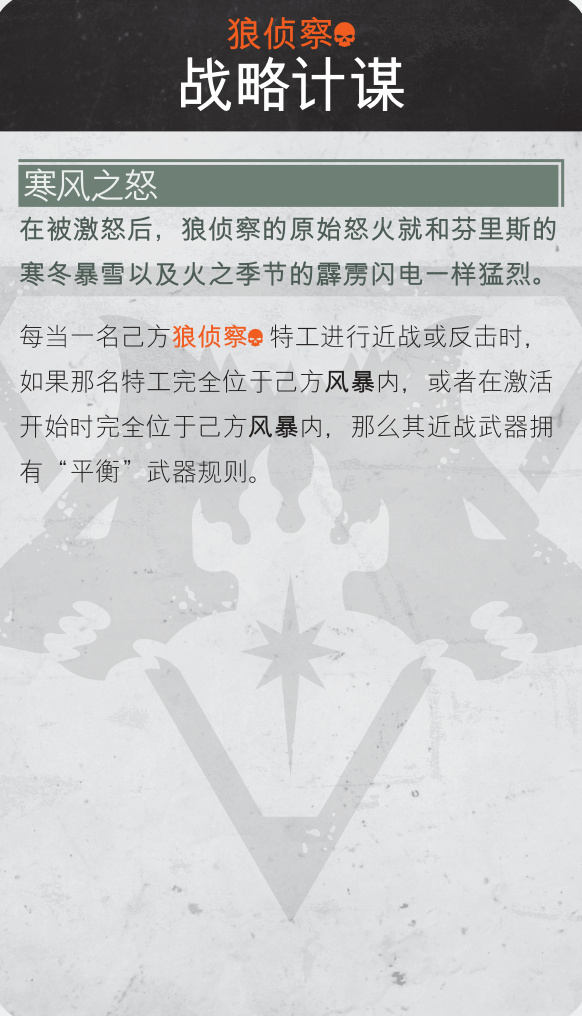 狼侦察
战略计谋
寒风之怒
在被激怒后，狼侦察的原始怒火就和芬里斯的
寒冬暴雪以及火之季节的霹雳闪电一样猛烈。
每当一名己方狼侦察 特工进行近战或反击时，
如果那名特工完全位于己方风暴内，或者在激活
开始时完全位于己方风暴内，那么其近战武器拥
有“平衡”武器规则。